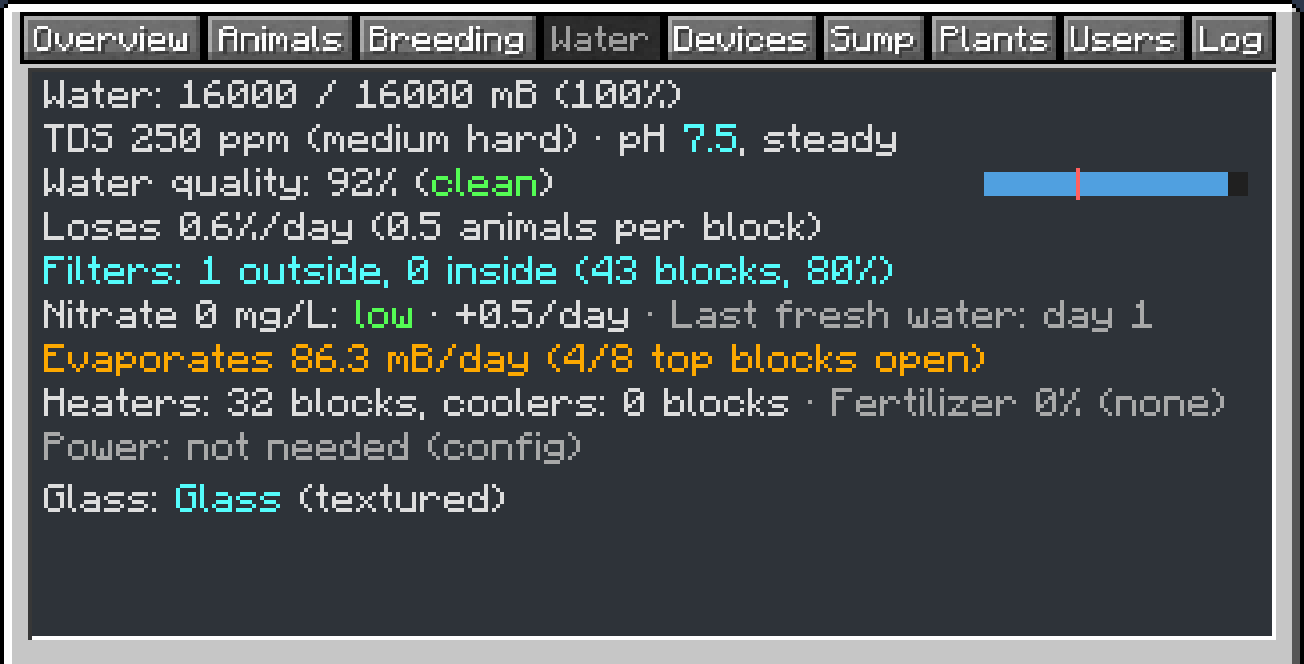 Overview Animals Breeding Water Devices Sump Plants Users Log
Water: 16000 / 16000 mB (100%)
TDS 250 ppm (medium hard) · pH 7.5, steady
Water quality: 92% (clean)
Loses 0.6%/day (0.5 animals per block)
Filters: 1 outside, 0 inside (43 blocks, 80%)
Nitrate 0 mg/L: low · +0.5/day · Last fresh water: day 1
Evaporates 86.3 mB/day (4/8 top blocks open)
Heaters: 32 blocks, coolers: 0 blocks · Fertilizer 0% (none)
Power: not needed (config)
Glass: Glass (textured)